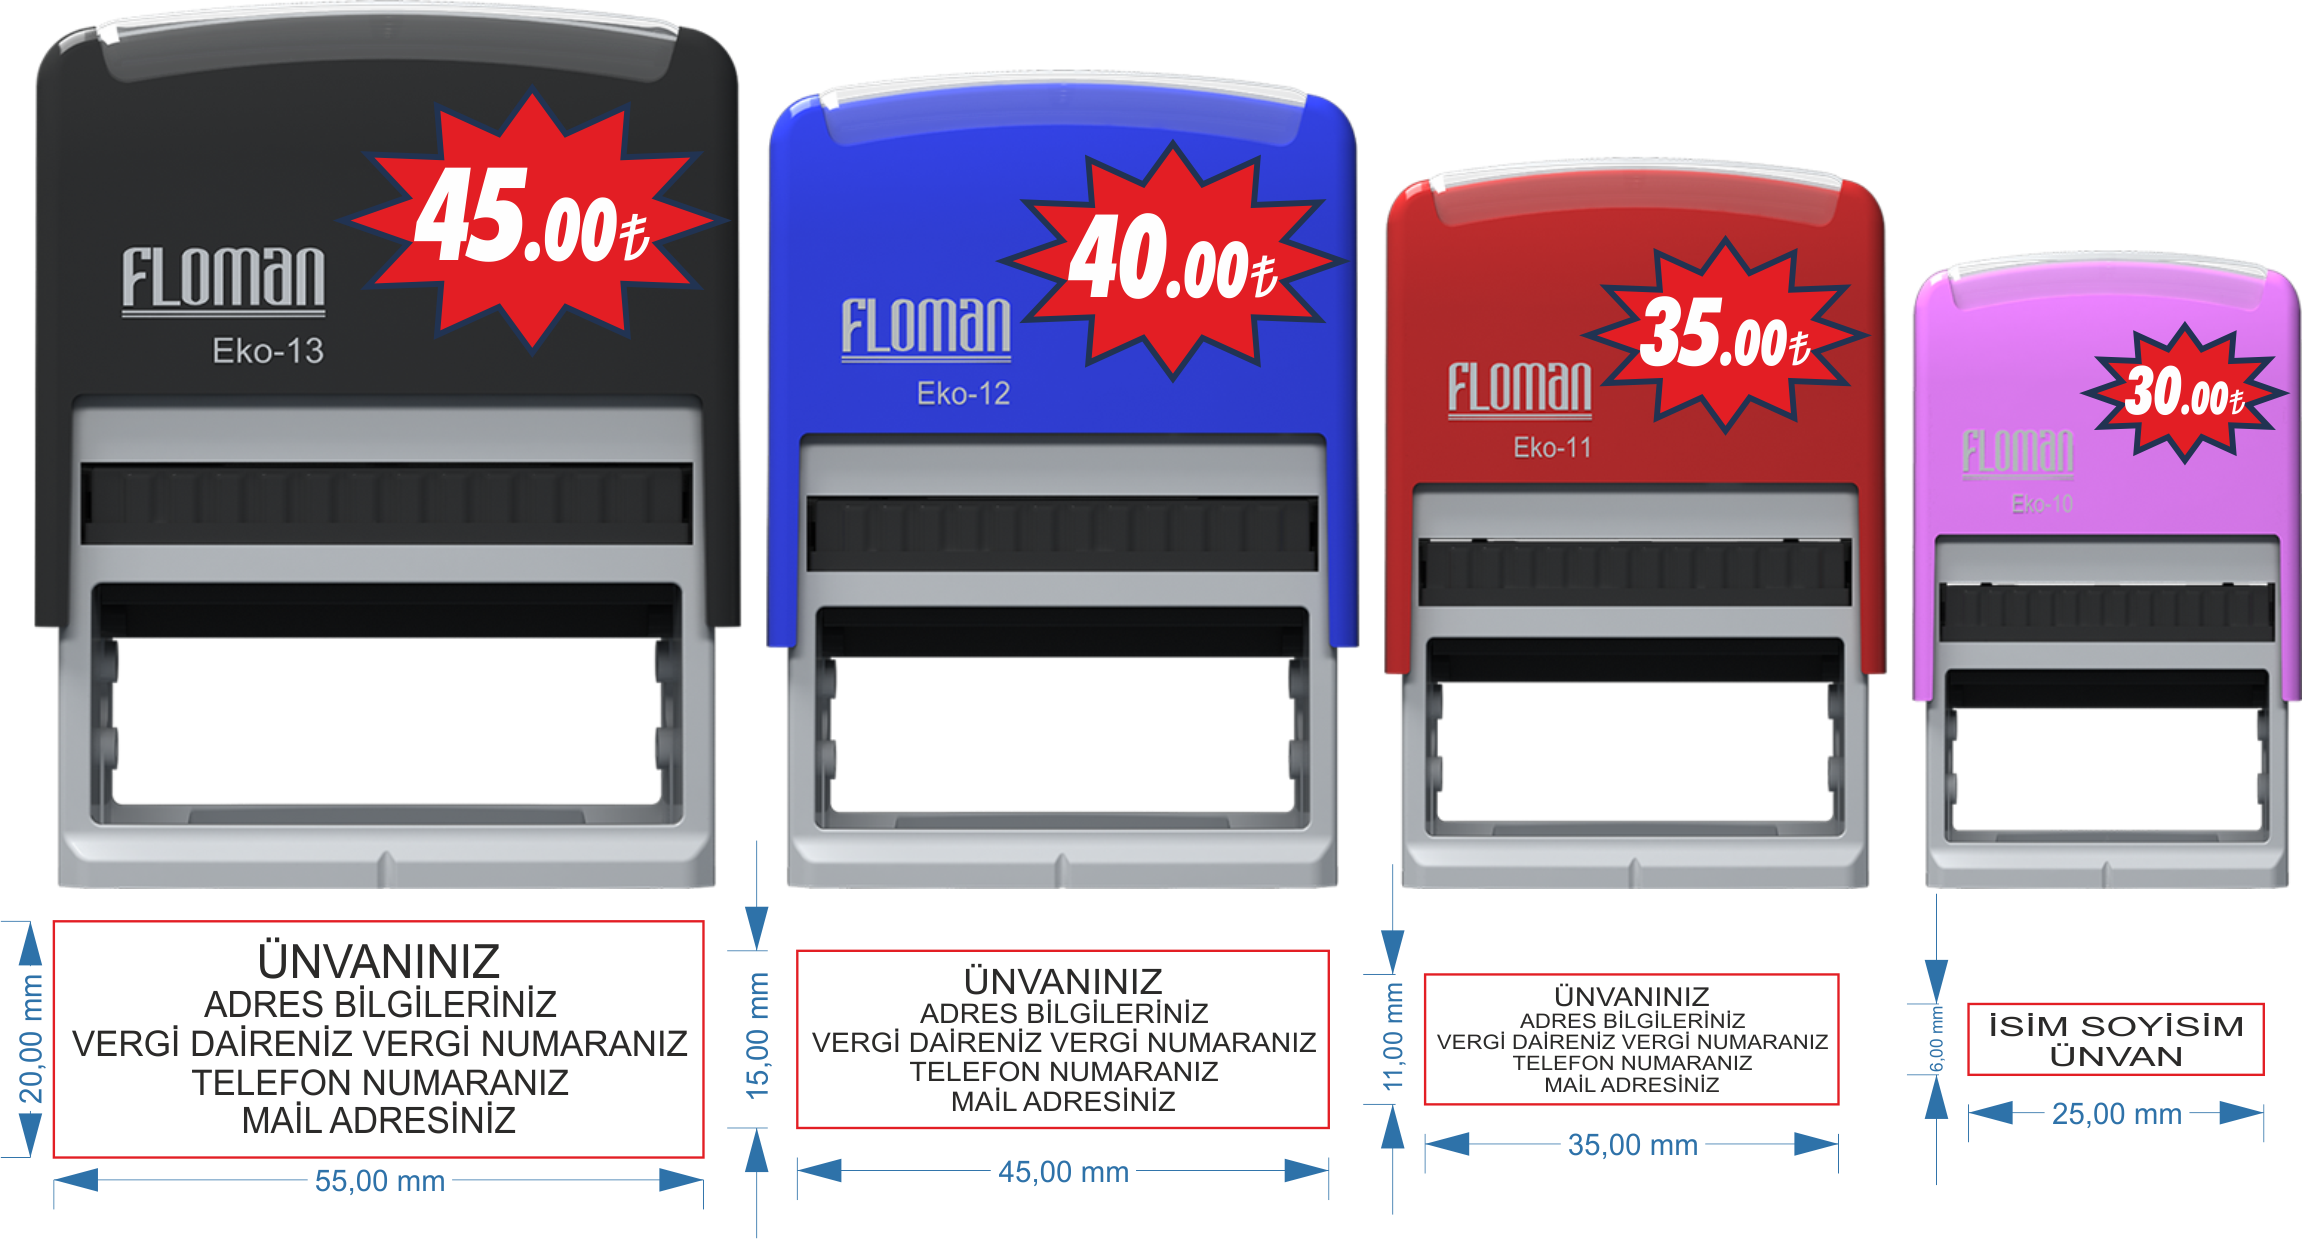 FLOMAN
Eko-13
45.00₺
FLOMAN
Eko-12
40.00₺
FLOMAN
Eko-11
35.00₺
FLOMAN
Eko-10
30.00₺
20,00 mm
ÜNVANINIZ
ADRES BİLGİLERİNİZ
VERGİ DAİRENİZ VERGİ NUMARANIZ
TELEFON NUMARANIZ
MAİL ADRESİNİZ
55,00 mm
15,00 mm
ÜNVANINIZ
ADRES BİLGİLERİNİZ
VERGİ DAİRENİZ VERGİ NUMARANIZ
TELEFON NUMARANIZ
MAİL ADRESİNİZ
45,00 mm
11,00 mm
ÜNVANINIZ
ADRES BİLGİLERİNİZ
VERGİ DAİRENİZ VERGİ NUMARANIZ
TELEFON NUMARANIZ
MAİL ADRESİNİZ
35,00 mm
6,00 mm
İSİM SOYİSİM
ÜNVAN
25,00 mm